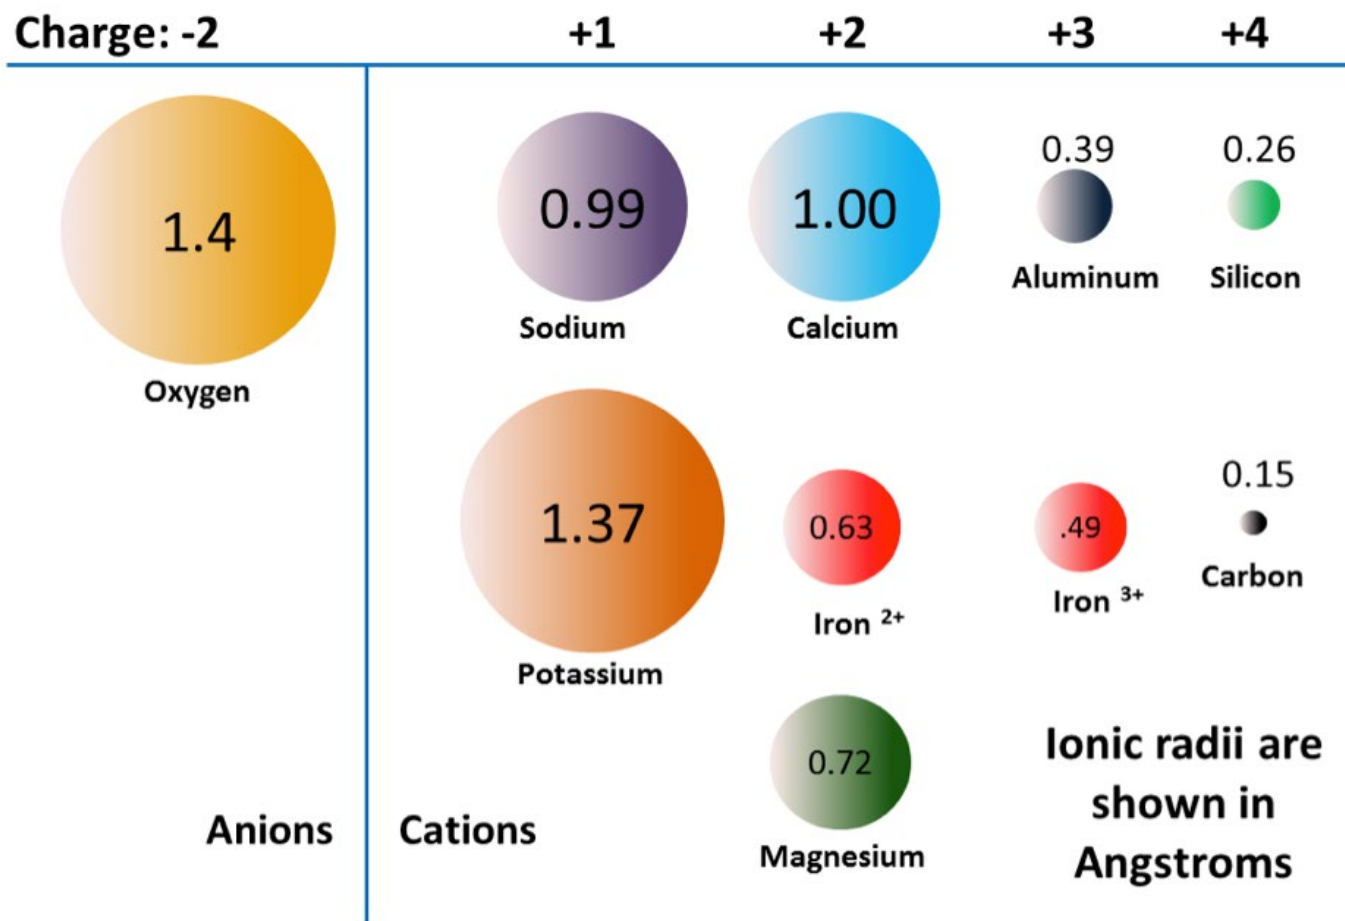 Charge: -2 +1 +2 +3 +4
1.4
Oxygen
0.99
Sodium
1.00
Calcium
0.39
Aluminum
0.26
Silicon
1.37
Potassium
0.63
Iron ²⁺
.49
Iron ³⁺
0.15
Carbon
0.72
Magnesium
Anions
Cations
Ionic radii are
shown in
Angstroms